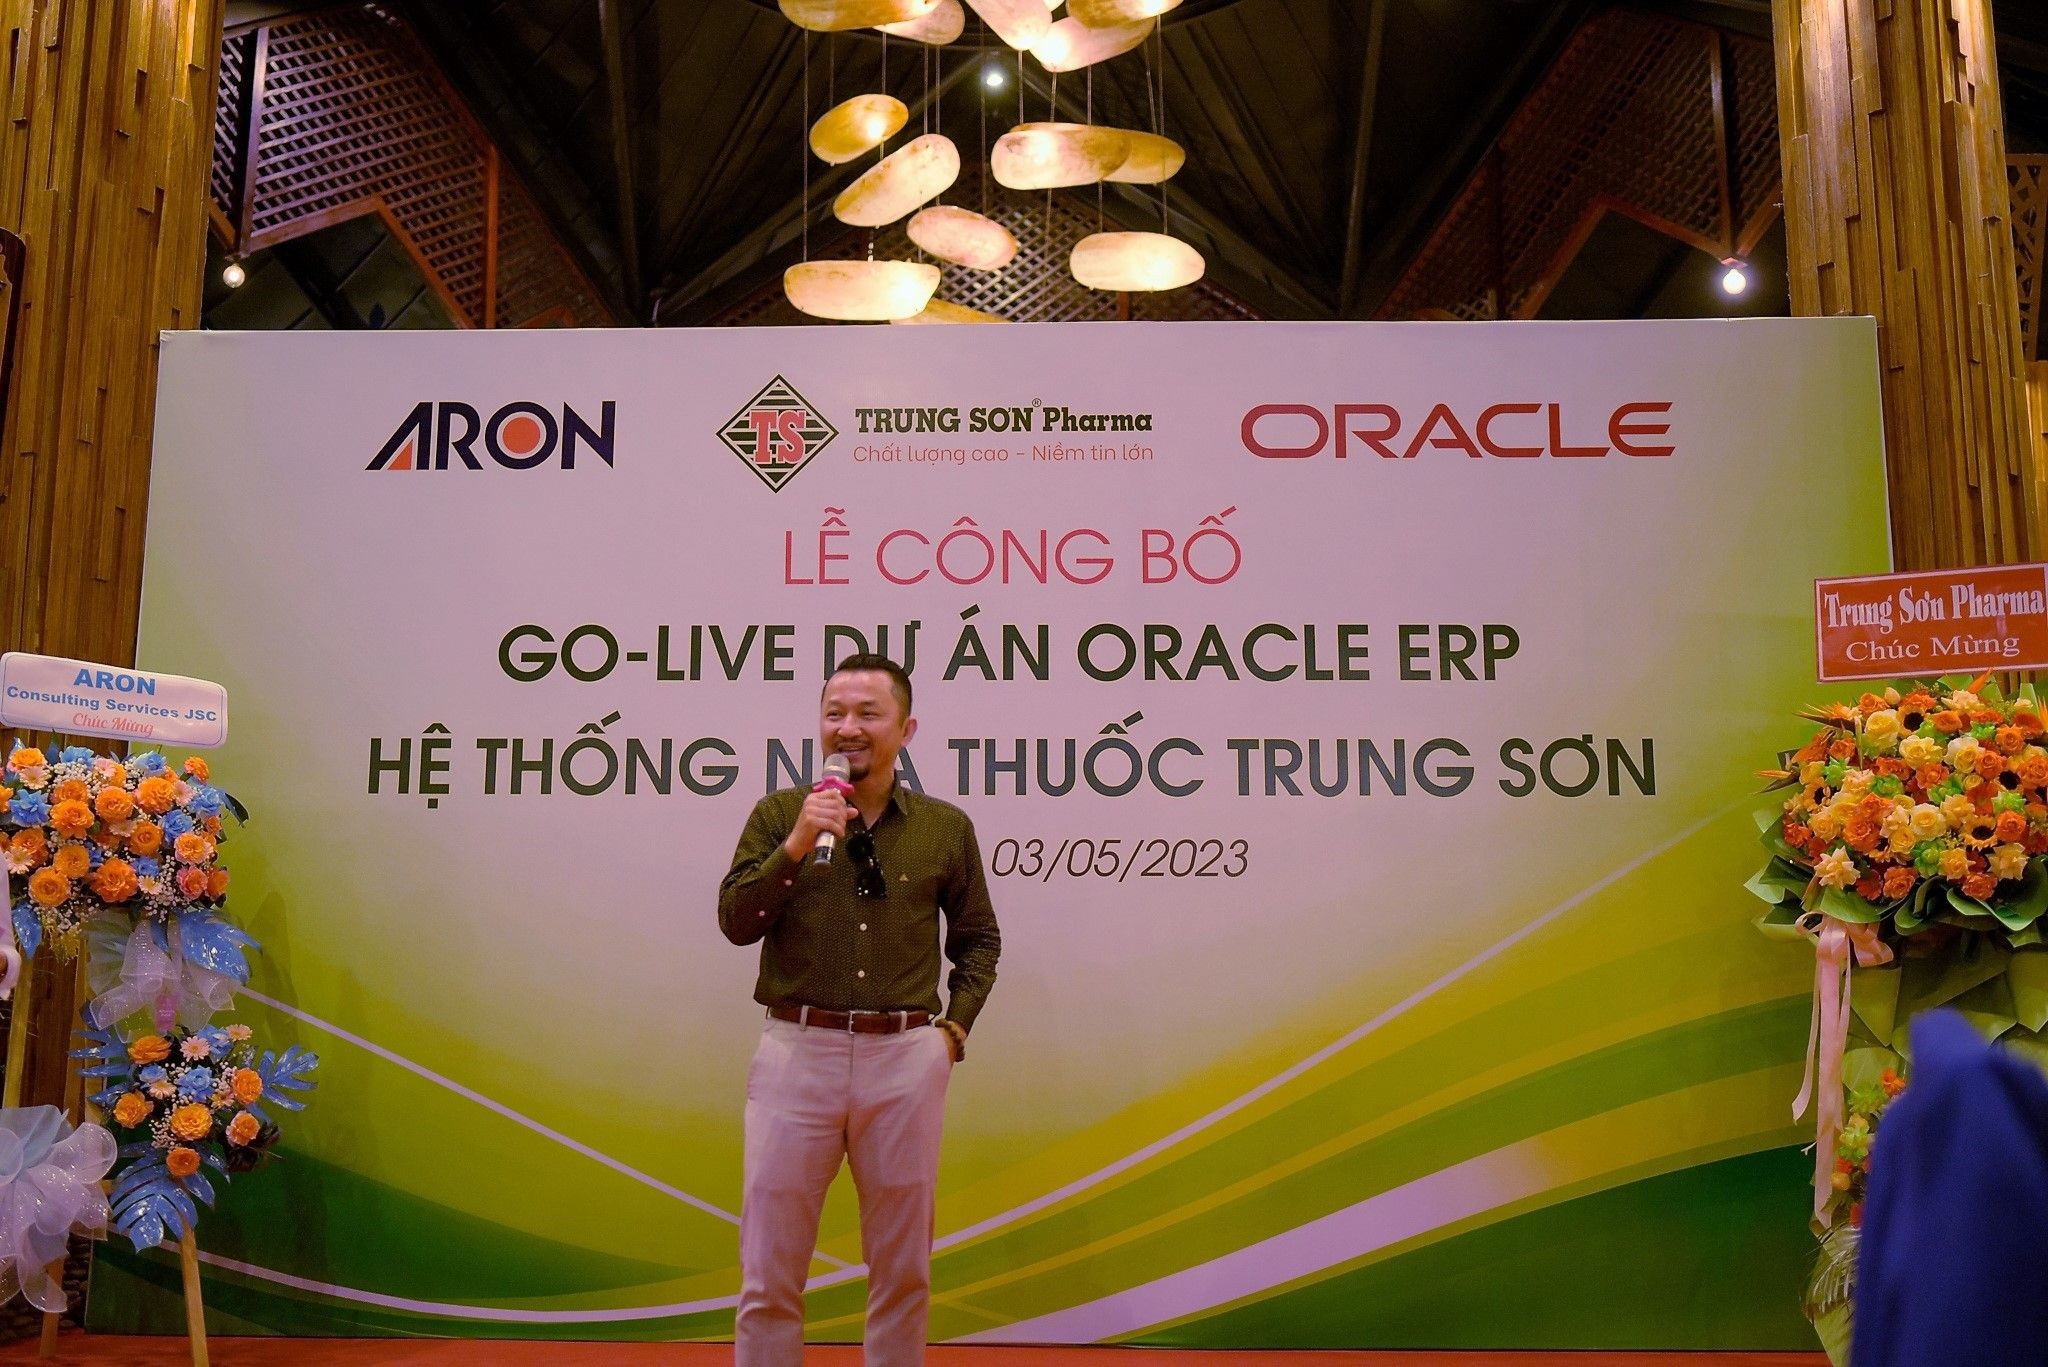 ARON
TS
TRUNG SƠN® Pharma
Chất lượng cao - Niềm tin lớn
ORACLE
LỄ CÔNG BỐ
GO-LIVE DỰ ÁN ORACLE ERP
HỆ THỐNG THUỐC TRUNG SƠN
03/05/2023
ARON
Consulting Services JSC
Chúc Mừng
Trung Sơn Pharma
Chúc Mừng